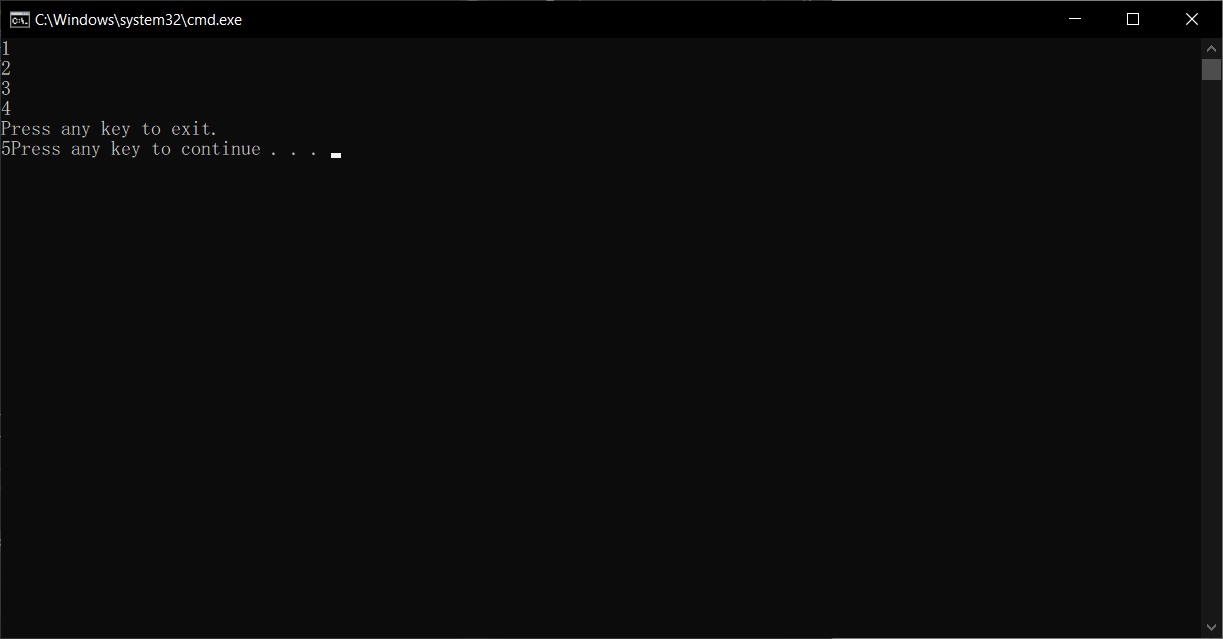 C:\Windows\system32\cmd.exe
1
2
3
4
Press any key to exit.
5Press any key to continue . . .